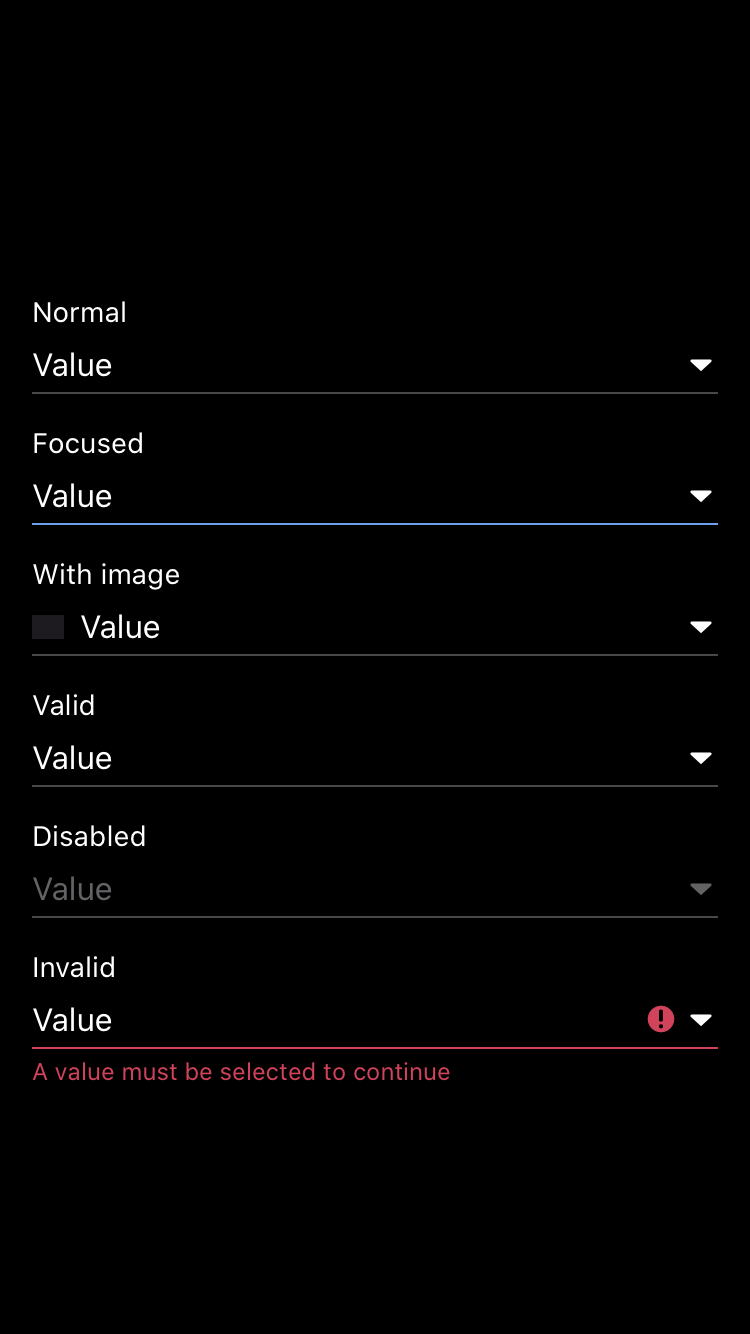 Normal
Value
Focused
Value
With image
Value
Valid
Value
Disabled
Value
Invalid
Value
A value must be selected to continue